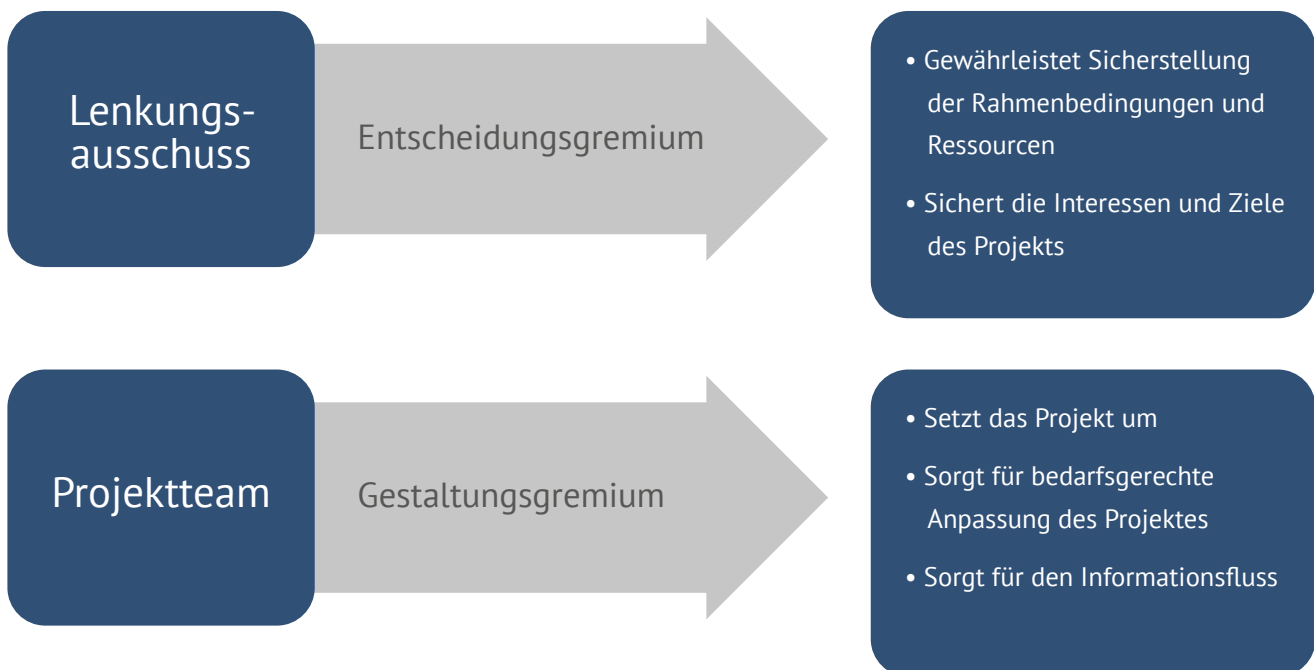 Lenkungs-
ausschuss
Entscheidungsgremium
• Gewährleistet Sicherstellung
der Rahmenbedingungen und
Ressourcen
• Sichert die Interessen und Ziele
des Projekts
Projektteam
Gestaltungsgremium
• Setzt das Projekt um
• Sorgt für bedarfsgerechte
Anpassung des Projektes
• Sorgt für den Informationsfluss